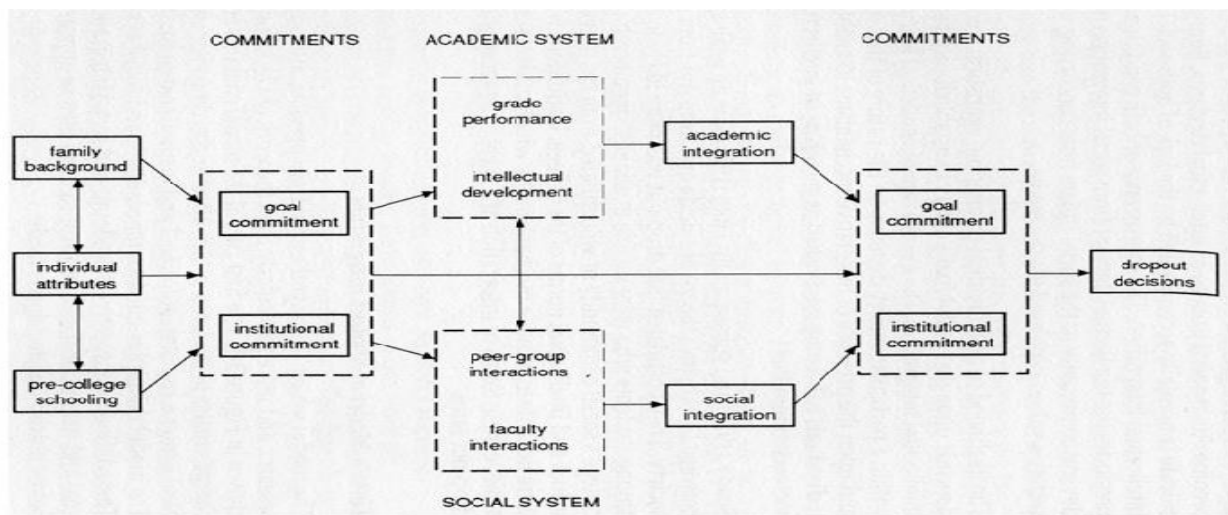 COMMITMENTS
ACADEMIC SYSTEM
COMMITMENTS
grade
performance
family
background
academic
integration
intellectual
development
goal
commitment
goal
commitment
individual
attributes
dropout
decisions
institutional
commitment
institutional
commitment
peer-group
interactions
pre-college
schooling
social
integration
faculty
interactions
SOCIAL SYSTEM